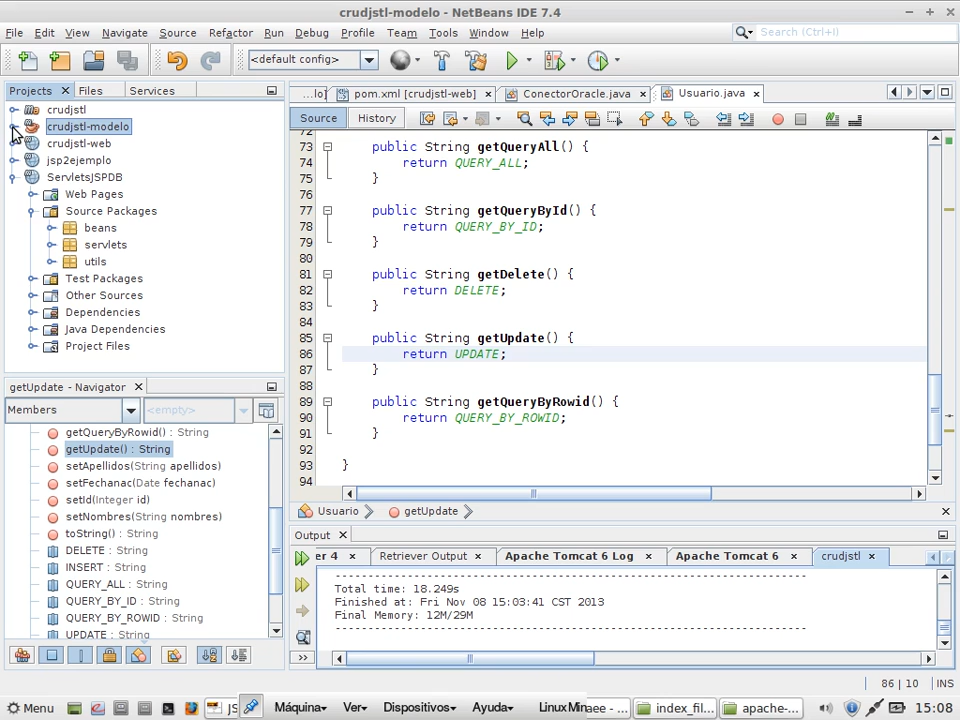 crudjstl-modelo - NetBeans IDE 7.4
File Edit View Navigate Source Refactor Run Debug Profile Team Tools Window Help
Search (Ctrl+I)
<default config>
Projects Files Services
crudjstl
crudjstl-modelo
crudjstl-web
jsp2ejemplo
ServletsJSPDB
Web Pages
Source Packages
beans
servlets
utils
Test Packages
Other Sources
Dependencies
Java Dependencies
Project Files
getUpdate - Navigator
Members
<empty>
getQueryByRowid() : String
getUpdate() : String
setApellidos(String apellidos)
setFechanac(Date fechanac)
setId(Integer id)
setNombres(String nombres)
toString() : String
DELETE : String
INSERT : String
QUERY_ALL : String
QUERY_BY_ID : String
QUERY_BY_ROWID : String
UPDATE : String
...lo] pom.xml [crudjstl-web] ConectorOracle.java Usuario.java
Source History
72
73 public String getQueryAll() {
74 return QUERY_ALL;
75 }
76
77 public String getQueryById() {
78 return QUERY_BY_ID;
79 }
80
81 public String getDelete() {
82 return DELETE;
83 }
84
85 public String getUpdate() {
86 return UPDATE;
87 }
88
89 public String getQueryByRowid() {
90 return QUERY_BY_ROWID;
91 }
92
93 }
94
Usuario getUpdate
Output
er 4 Retriever Output Apache Tomcat 6 Log Apache Tomcat 6 crudjstl
------------------------------------------------------------------------
Total time: 18.249s
Finished at: Fri Nov 08 15:03:41 CST 2013
Final Memory: 12M/29M
------------------------------------------------------------------------
86 | 10 INS
Menu JS Máquina Ver Dispositivos Ayuda LinuxMin aee - ... index_fil... apache-... 15:08